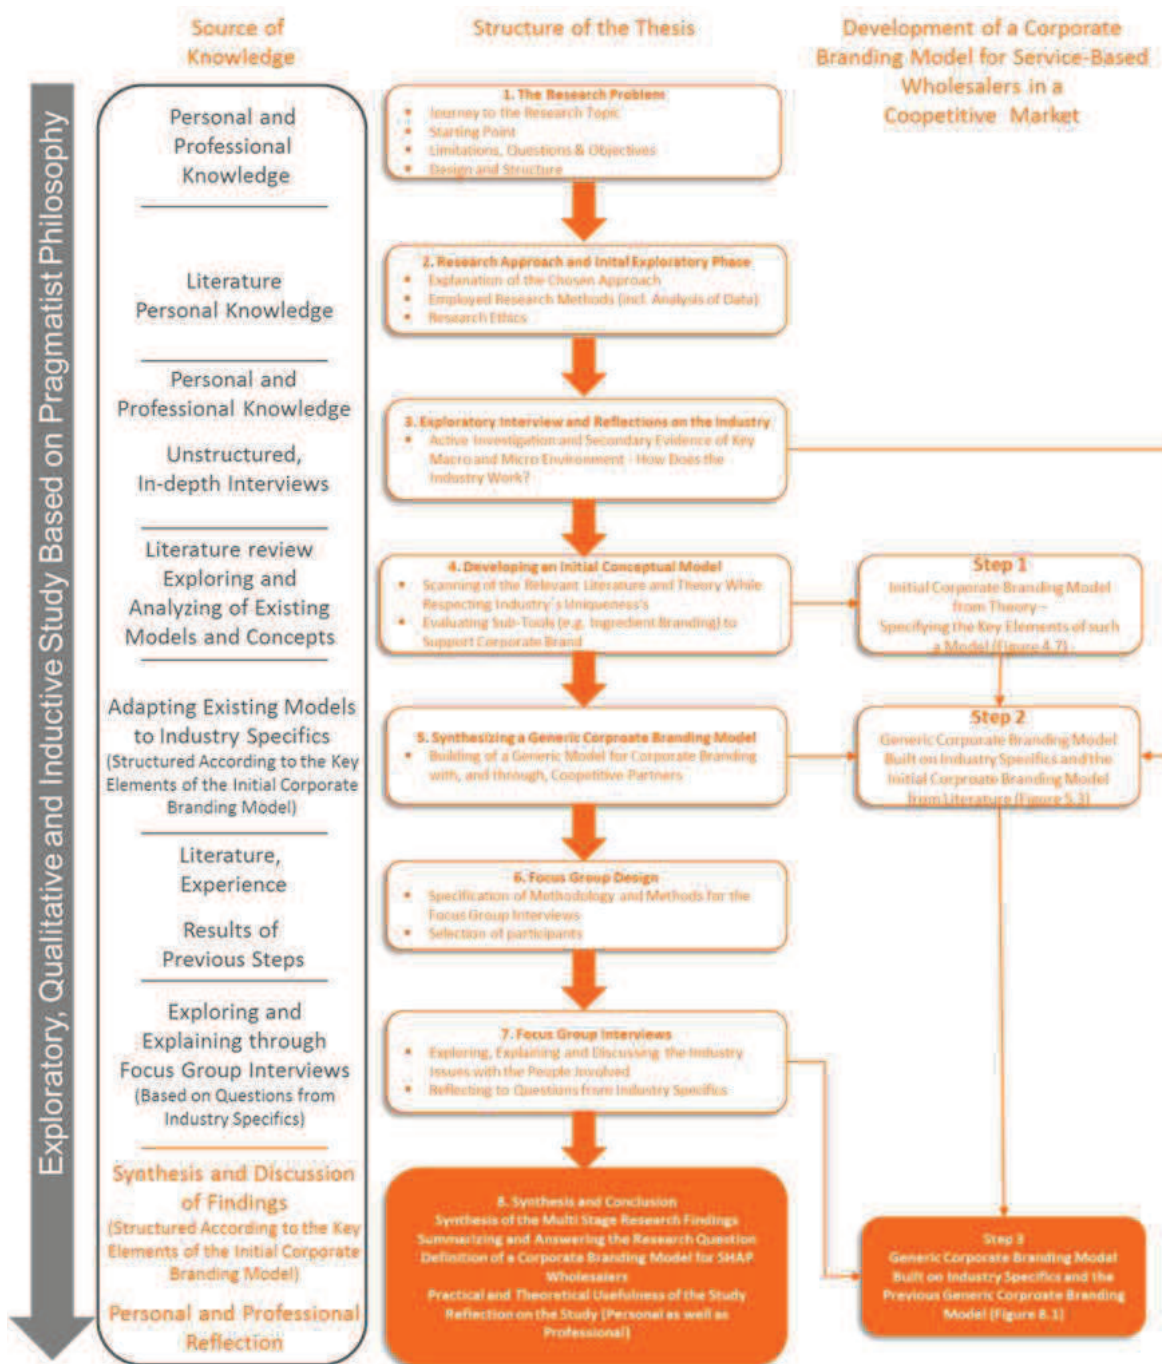 Source of
Knowledge
Structure of the Thesis
Development of a Corporate
Branding Model for Service-Based
Wholesalers in a
Coopetitive Market
Exploratory, Qualitative and Inductive Study Based on Pragmatist Philosophy
Personal and
Professional
Knowledge
Literature
Personal Knowledge
Personal and
Professional Knowledge
Unstructured,
In-depth Interviews
Literature review
Exploring and
Analyzing of Existing
Models and Concepts
Adapting Existing Models
to Industry Specifics
(Structured According to the Key
Elements of the Initial Corporate
Branding Model)
Literature,
Experience
Results of
Previous Steps
Exploring and
Explaining through
Focus Group Interviews
(Based on Questions from
Industry Specifics)
Synthesis and Discussion
of Findings
(Structured According to the Key
Elements of the Initial Corporate
Branding Model)
Personal and Professional
Reflection
1. The Research Problem
• Journey to the Research Topic
• Starting Point
• Limitations, Questions & Objectives
• Design and Structure
2. Research Approach and Inital Exploratory Phase
• Explanation of the Chosen Approach
• Employed Research Methods (incl. Analysis of Data)
• Research Ethics
3. Exploratory Interview and Reflections on the Industry
• Active Investigation and Secondary Evidence of Key
Macro and Micro Environment - How Does the
Industry Work?
4. Developing an Initial Conceptual Model
• Scanning of the Relevant Literature and Theory While
Respecting Industry´s Uniqueness's
• Evaluating Sub-Tools (e.g. Ingredient Branding) to
Support Corporate Brand
5. Synthesizing a Generic Corproate Branding Model
• Building of a Generic Model for Corporate Branding
with, and through, Coopetitive Partners
6. Focus Group Design
• Specification of Methodology and Methods for the
Focus Group Interviews
• Selection of participants
7. Focus Group Interviews
• Exploring, Explaining and Discussing the Industry
Issues with the People Involved
• Reflecting to Questions from Industry Specifics
8. Synthesis and Conclusion
Synthesis of the Multi Stage Research Findings
Summarizing and Answering the Research Question
Definition of a Corporate Branding Model for SHAP
Wholesalers
Practical and Theoretical Usefulness of the Study
Reflection on the Study (Personal as well as
Professional)
Step 1
Initial Corporate Branding Model
from Theory –
Specifying the Key Elements of such
a Model (Figure 4.7) -
Step 2
Generic Corporate Branding Model
Built on Industry Specifics and the
Initial Corproate Branding Model
from Literature (Figure 5.3)
Step 3
Generic Corporate Branding Model
Built on Industry Specifics and the
Previous Generic Corproate Branding
Model (Figure 8.1)